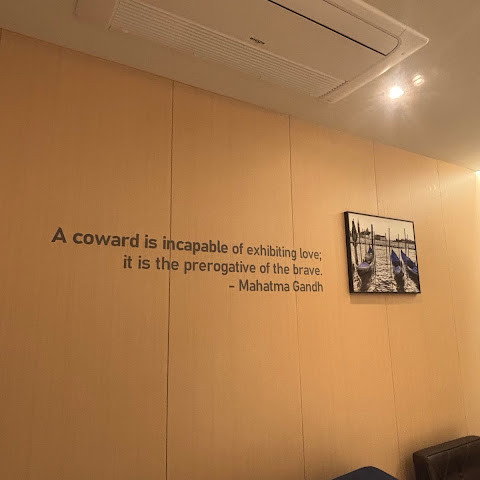 A coward is incapable of exhibiting love;
it is the prerogative of the brave.
- Mahatma Gandh